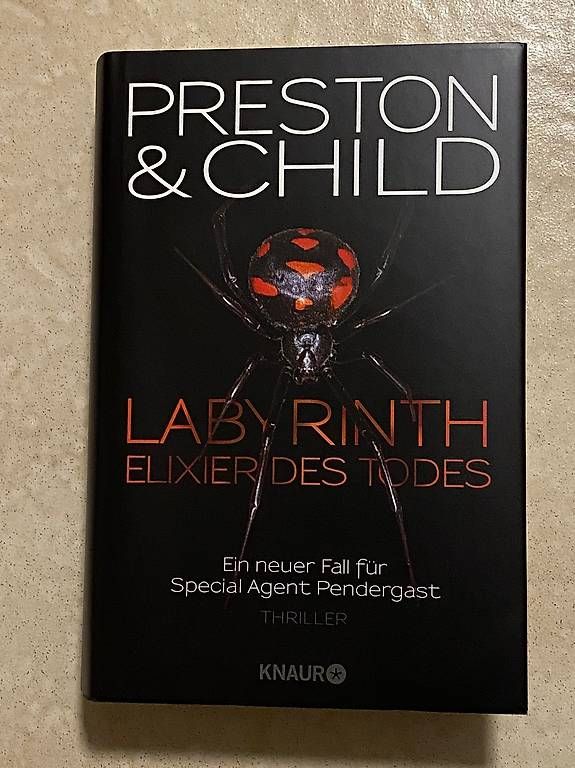 PRESTON
& CHILD
LABYRINTH
ELIXIER DES TODES
Ein neuer Fall für
Special Agent Pendergast
THRILLER
KNAUR